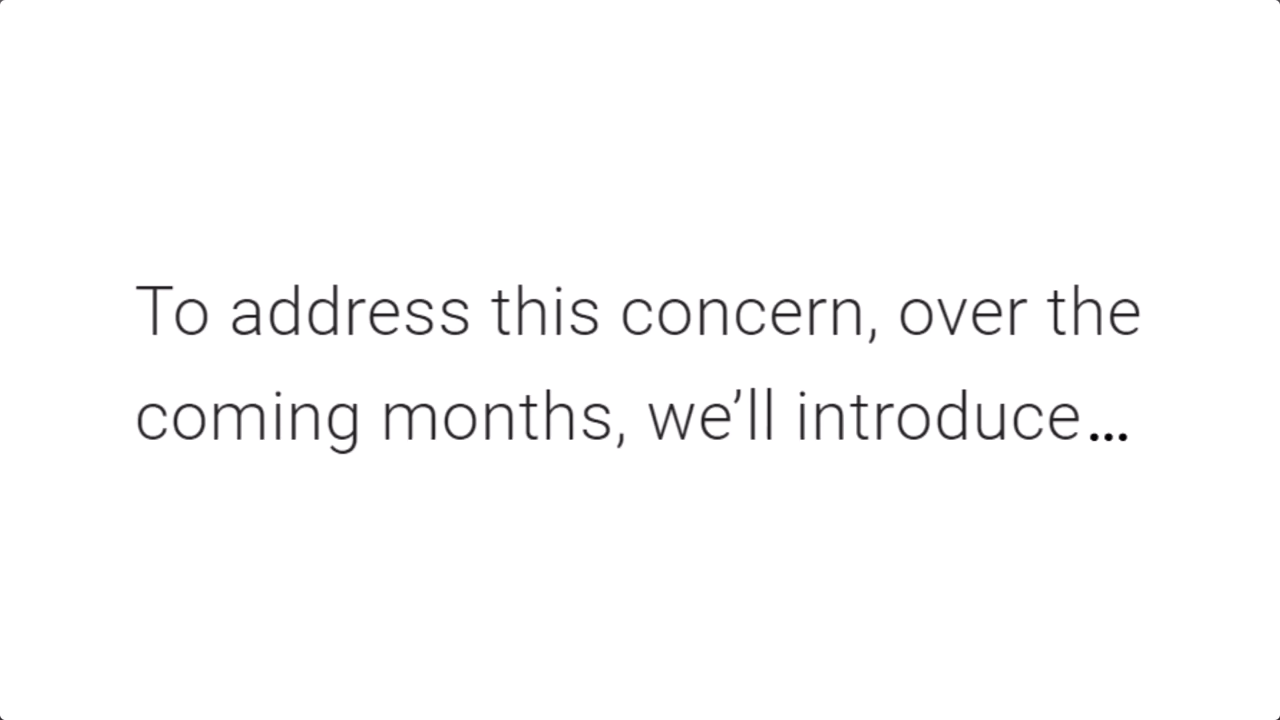 To address this concern, over the
coming months, we’ll introduce...